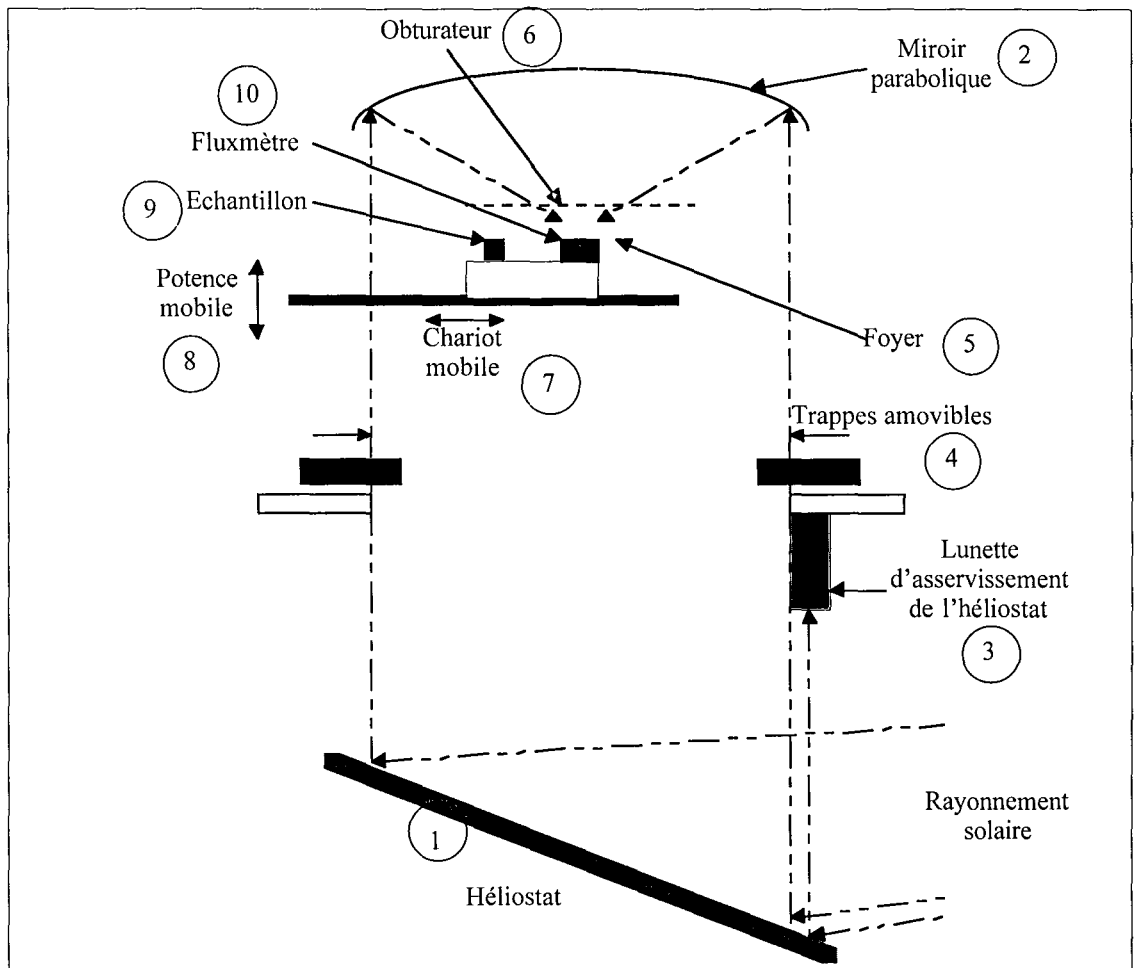 Obturateur
6
Miroir
parabolique
2
10
Fluxmètre
9
Echantillon
Potence
mobile
8
Chariot
mobile
7
Foyer
5
Trappes amovibles
4
Lunette
d'asservissement
de l'héliostat
3
Rayonnement
solaire
1
Héliostat